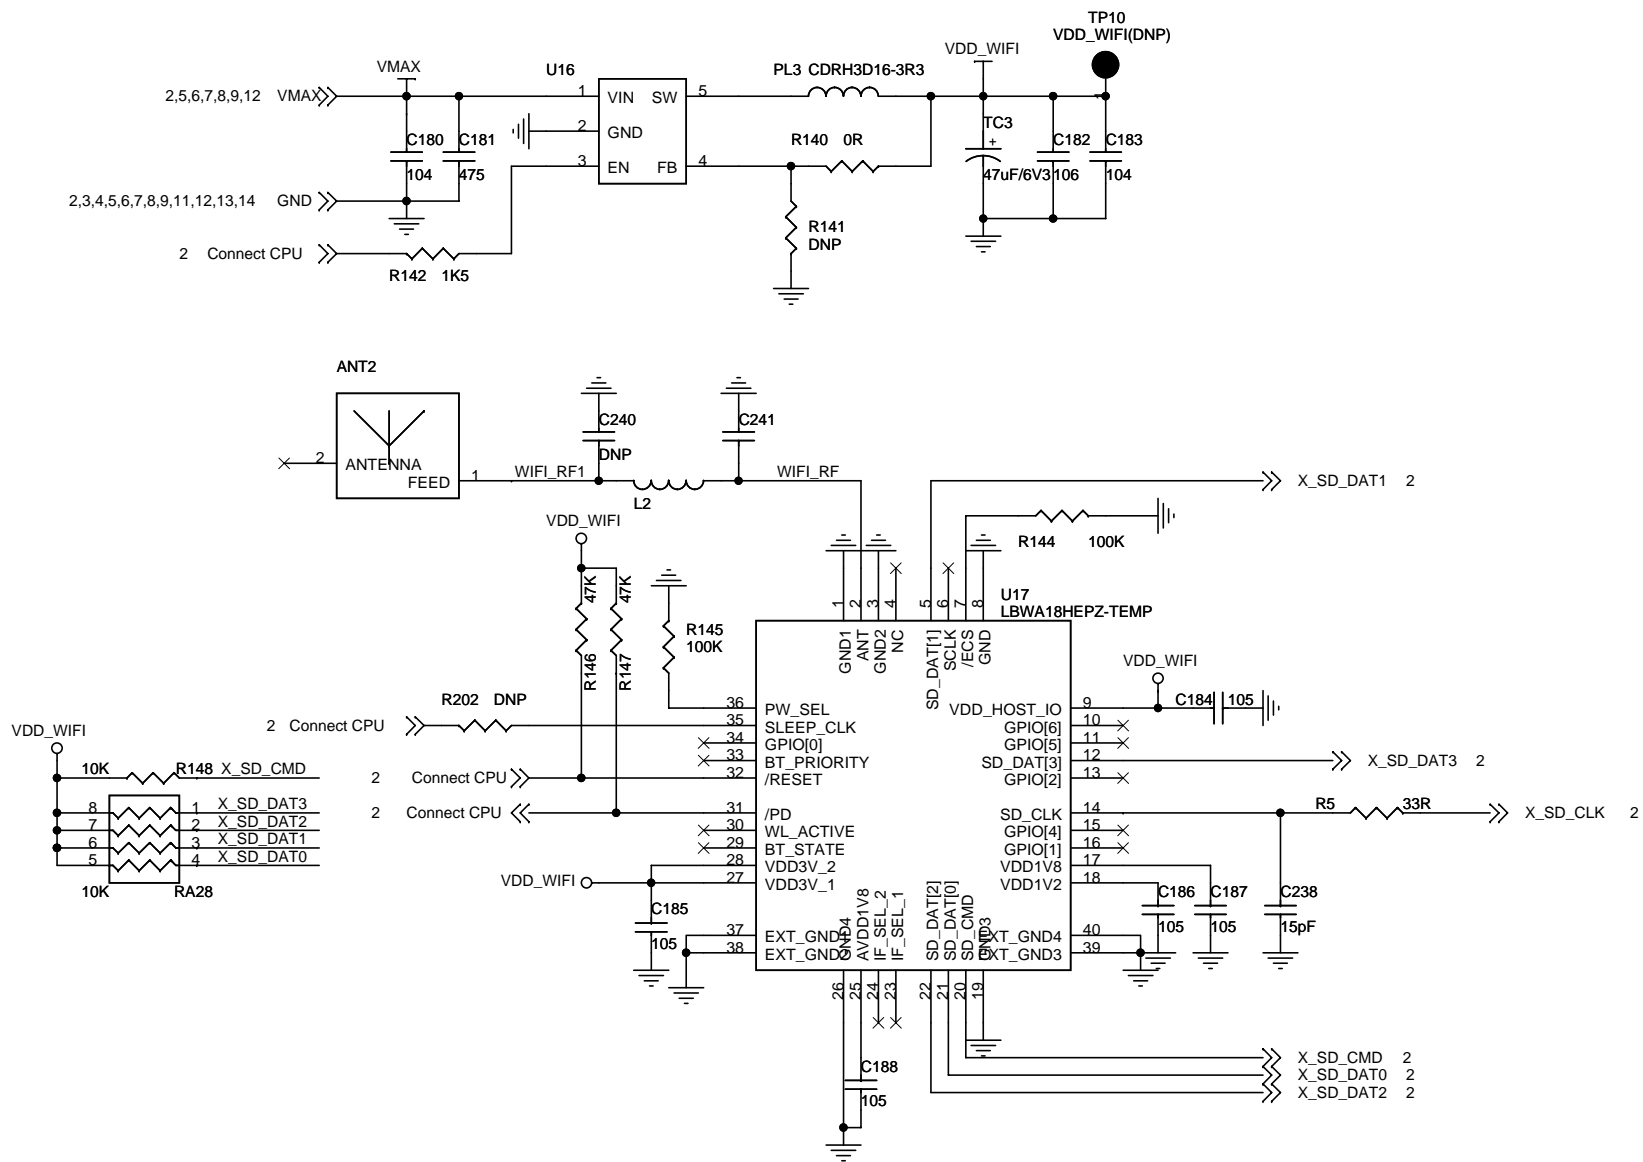 TP10
VDD_WIFI(DNP)
VDD_WIFI
VMAX
U16
PL3 CDRH3D16-3R3
2,5,6,7,8,9,12 VMAX
1 VIN SW 5
2 GND
3 EN FB 4
C180
104
C181
475
R140 0R
TC3
+
47uF/6V3
C182
106
C183
104
2,3,4,5,6,7,8,9,11,12,13,14 GND
R141
DNP
2 Connect CPU
R142 1K5
ANT2
C240
DNP
C241
2 ANTENNA
FEED 1
WIFI_RF1
WIFI_RF
L2
X_SD_DAT1 2
VDD_WIFI
R144 100K
47K
47K
R146
R147
R145
100K
U17
LBWA18HEPZ-TEMP
1 2 3 4 5 6 7 8
GND1
ANT
GND2
NC
SD_DAT[1]
SCLK
/ECS
GND
VDD_WIFI
C184 105
R202 DNP
2 Connect CPU
36 PW_SEL
35 SLEEP_CLK
34 GPIO[0]
33 BT_PRIORITY
32 /RESET
31 /PD
30 WL_ACTIVE
29 BT_STATE
28 VDD3V_2
27 VDD3V_1
37 EXT_GND1
38 EXT_GND2
VDD_HOST_IO 9
GPIO[6] 10
GPIO[5] 11
SD_DAT[3] 12
GPIO[2] 13
SD_CLK 14
GPIO[4] 15
GPIO[1] 16
VDD1V8 17
VDD1V2 18
EXT_GND4 40
EXT_GND3 39
X_SD_DAT3 2
VDD_WIFI
10K R148 X_SD_CMD
8 1 X_SD_DAT3
7 2 X_SD_DAT2
6 3 X_SD_DAT1
5 4 X_SD_DAT0
10K RA28
2 Connect CPU
2 Connect CPU
R5 33R
X_SD_CLK 2
VDD_WIFI
C185
105
C186
105
C187
105
C238
15pF
GND4
AVDD1V8
IF_SEL_2
IF_SEL_1
SD_DAT[2]
SD_DAT[0]
SD_CMD
GND3
26 25 24 23 22 21 20 19
C188
105
X_SD_CMD 2
X_SD_DAT0 2
X_SD_DAT2 2